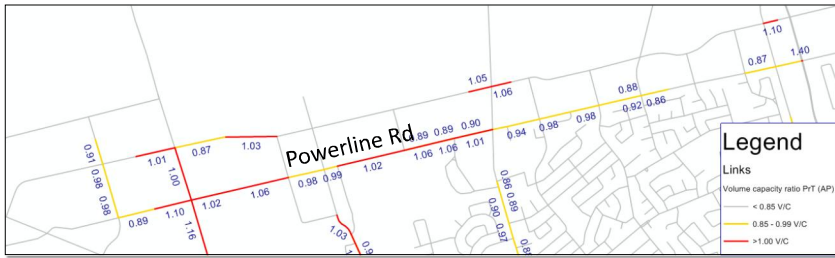 1.10
1.40
0.87
1.05
1.06
0.88
0.92 0.86
0.89 0.89 0.90
0.94 0.98 0.98
Powerline Rd
1.06 1.06 1.01
1.02
0.98 0.99
1.01 0.87 1.03
1.00
0.91 0.98 0.98
0.89 1.10 1.02 1.06
1.16
1.03
0.86 0.89
0.90 0.97
Legend
Links
Volume capacity ratio PrT (AP)
< 0.85 V/C
0.85 - 0.99 V/C
>1.00 V/C